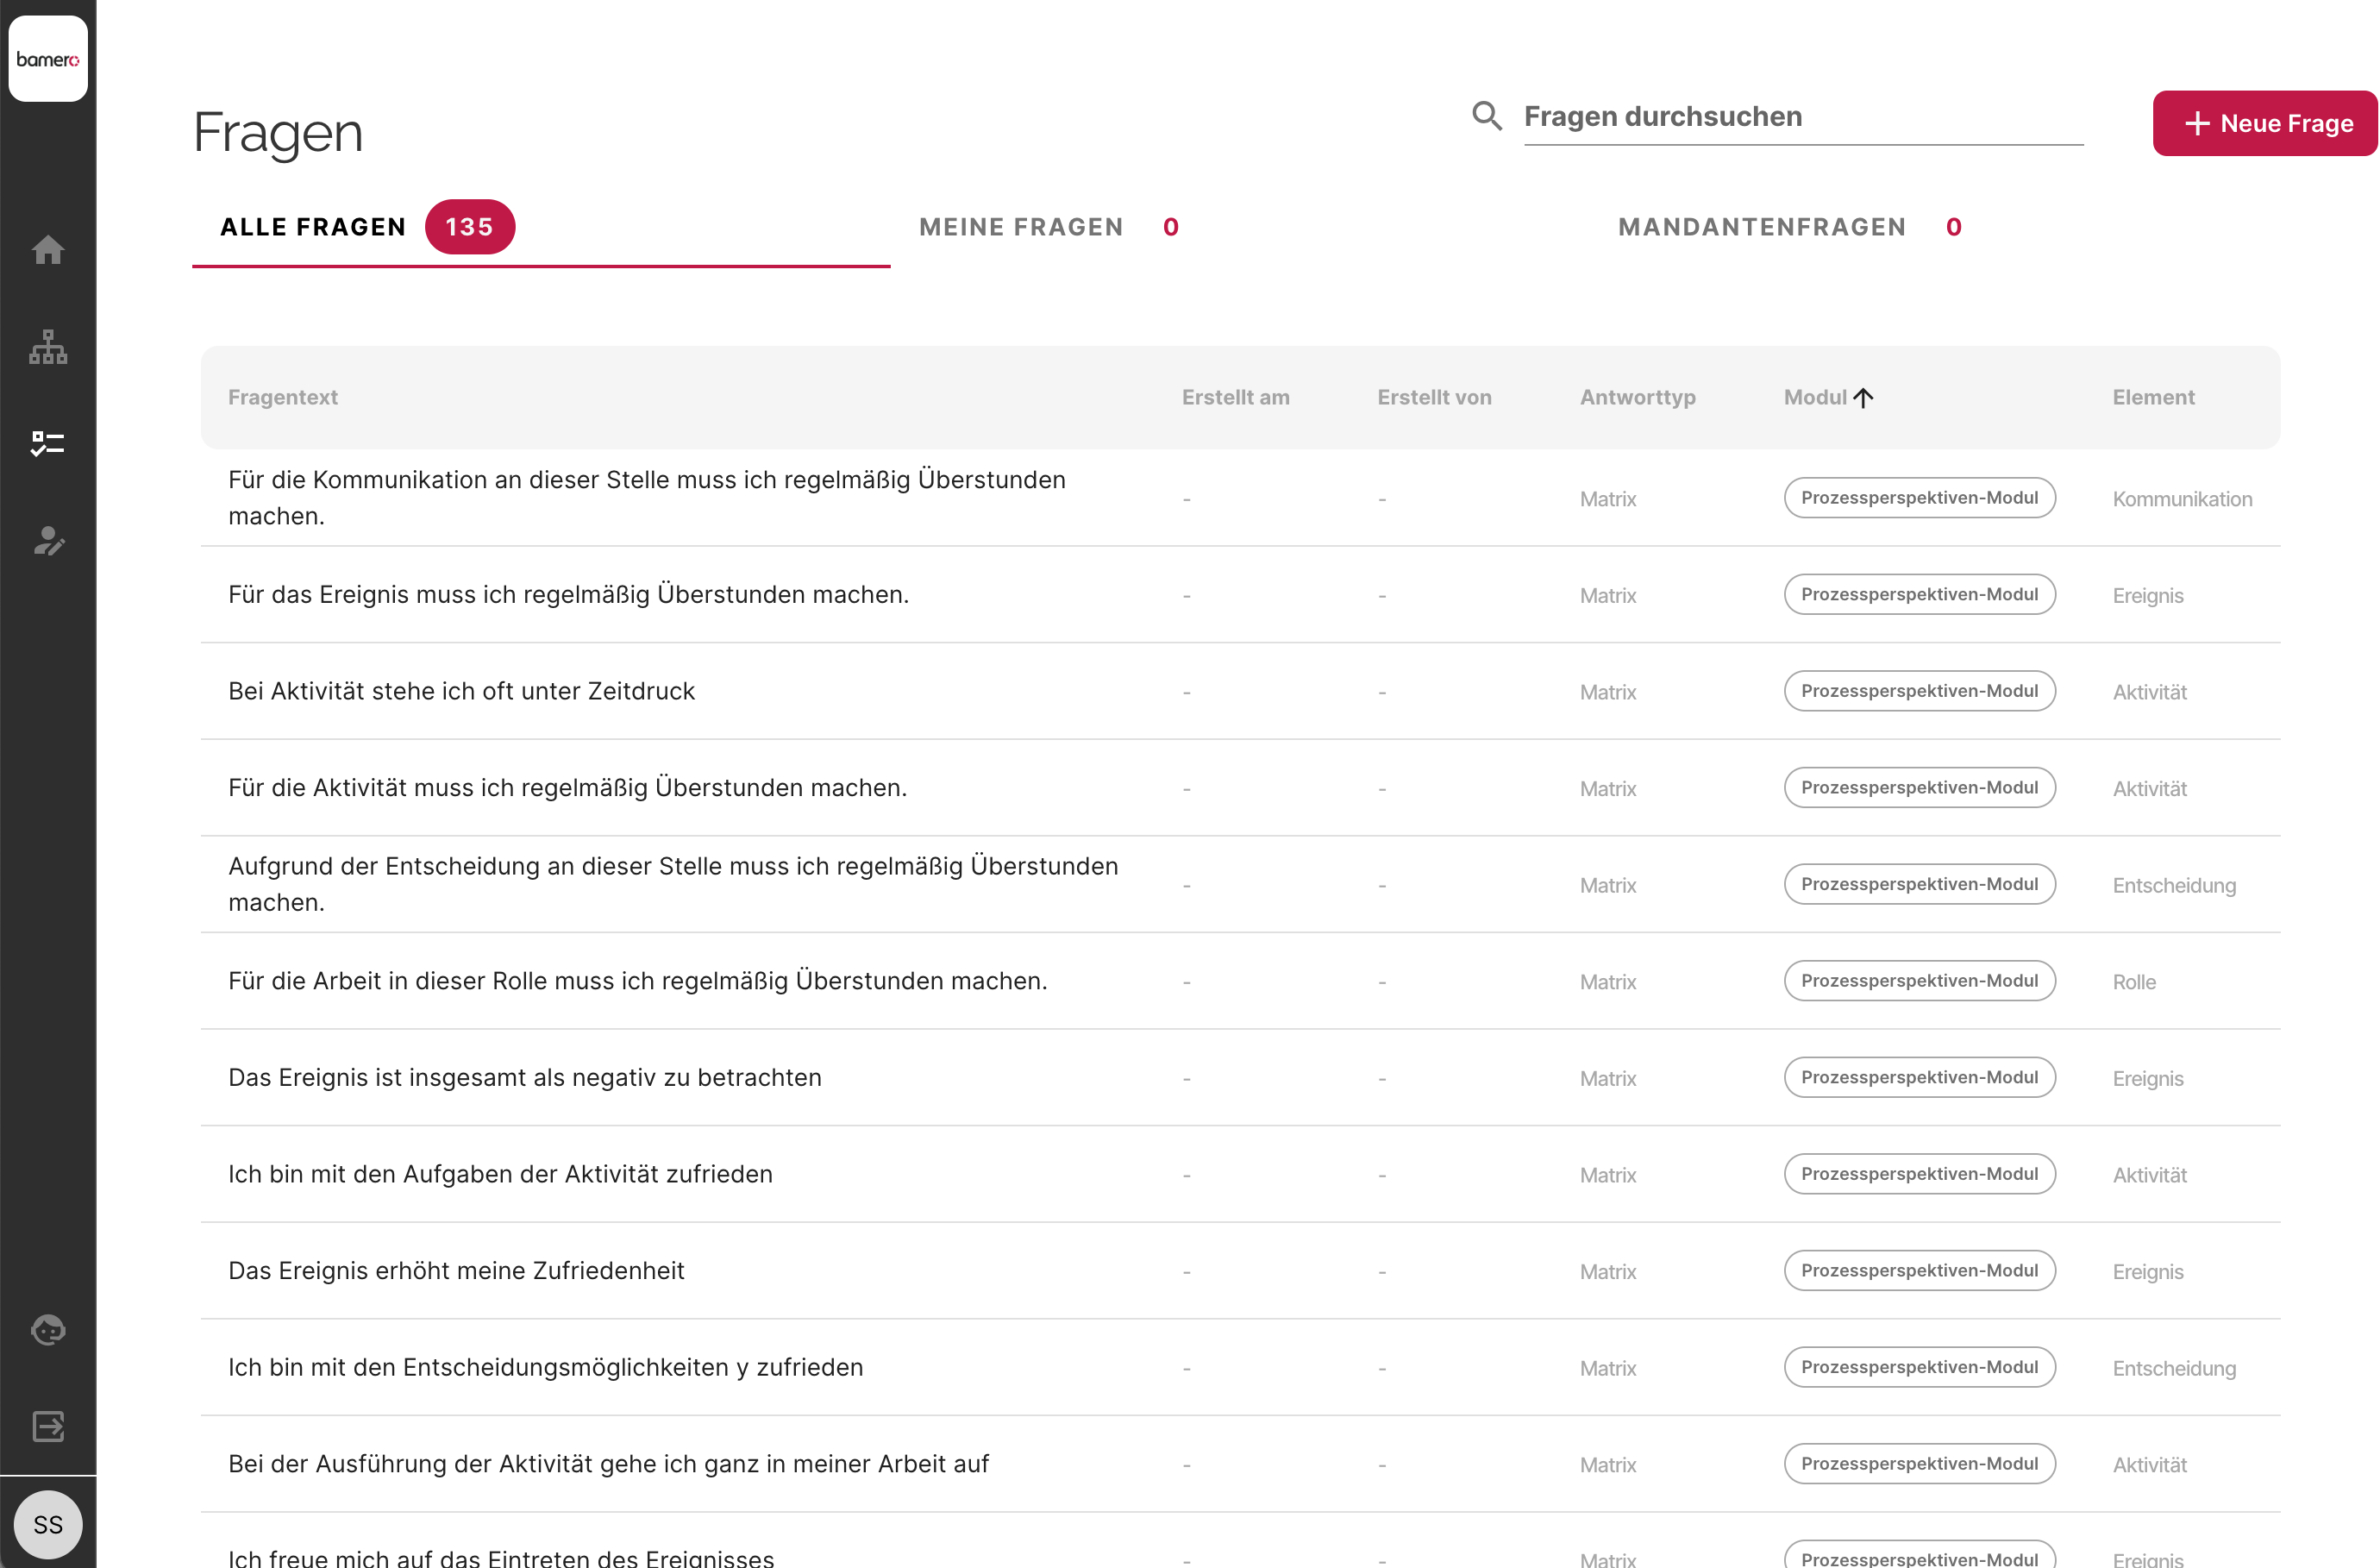 bamero
Fragen
Fragen durchsuchen
Neue Frage
ALLE FRAGEN 135
MEINE FRAGEN 0
MANDANTENFRAGEN 0
Fragentext Erstellt am Erstellt von Antworttyp Modul Element
Für die Kommunikation an dieser Stelle muss ich regelmäßig Überstunden
machen.
- - Matrix Prozessperspektiven-Modul Kommunikation
Für das Ereignis muss ich regelmäßig Überstunden machen. - - Matrix Prozessperspektiven-Modul Ereignis
Bei Aktivität stehe ich oft unter Zeitdruck - - Matrix Prozessperspektiven-Modul Aktivität
Für die Aktivität muss ich regelmäßig Überstunden machen. - - Matrix Prozessperspektiven-Modul Aktivität
Aufgrund der Entscheidung an dieser Stelle muss ich regelmäßig Überstunden
machen.
- - Matrix Prozessperspektiven-Modul Entscheidung
Für die Arbeit in dieser Rolle muss ich regelmäßig Überstunden machen. - - Matrix Prozessperspektiven-Modul Rolle
Das Ereignis ist insgesamt als negativ zu betrachten - - Matrix Prozessperspektiven-Modul Ereignis
Ich bin mit den Aufgaben der Aktivität zufrieden - - Matrix Prozessperspektiven-Modul Aktivität
Das Ereignis erhöht meine Zufriedenheit - - Matrix Prozessperspektiven-Modul Ereignis
Ich bin mit den Entscheidungsmöglichkeiten y zufrieden - - Matrix Prozessperspektiven-Modul Entscheidung
Bei der Ausführung der Aktivität gehe ich ganz in meiner Arbeit auf - - Matrix Prozessperspektiven-Modul Aktivität
Ich freue mich auf das Eintreten des Ereignisses - - Matrix Prozessperspektiven-Modul Ereignis
SS